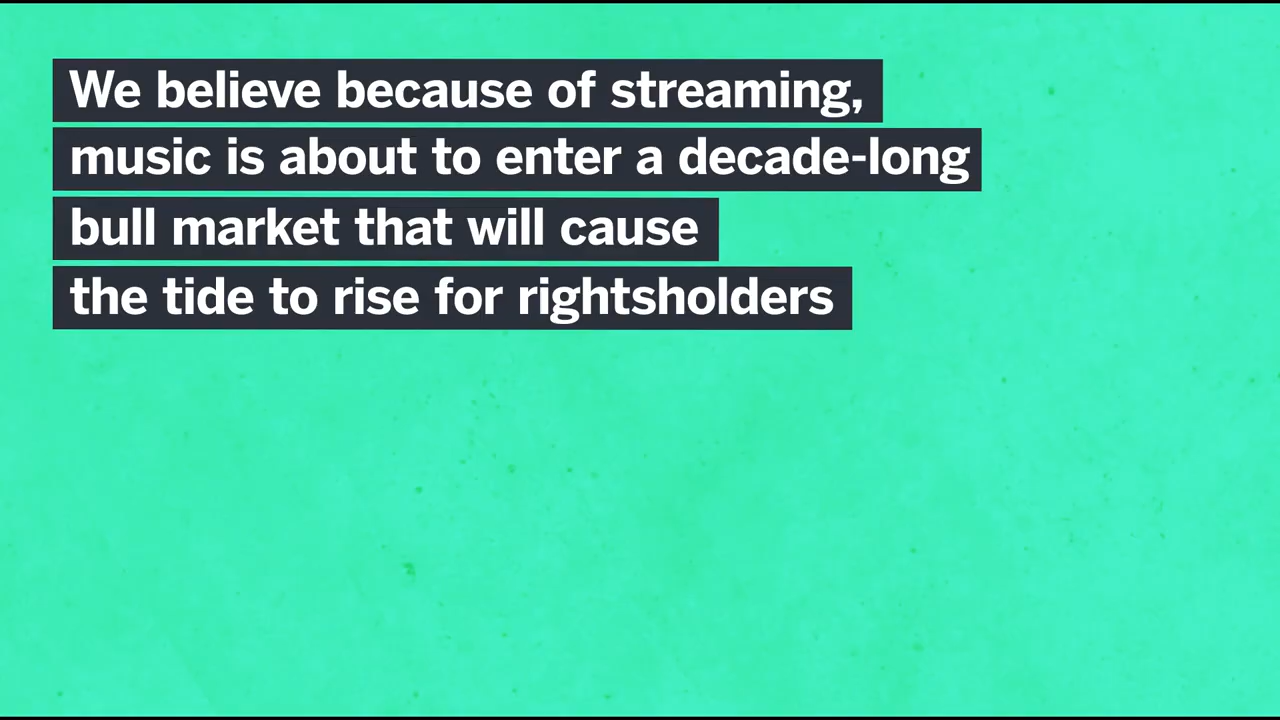 We believe because of streaming,
music is about to enter a decade-long
bull market that will cause
the tide to rise for rightsholders